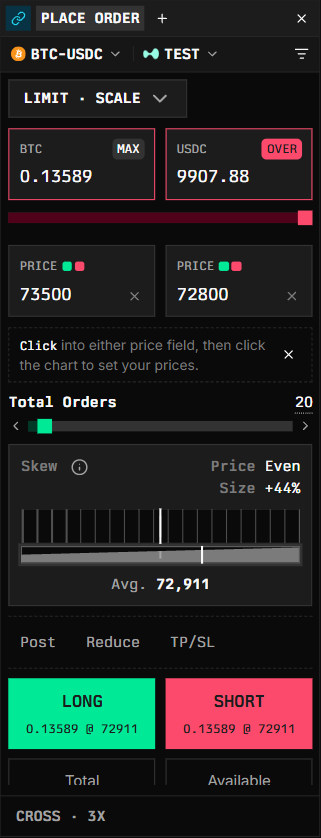 PLACE ORDER +
BTC-USDC TEST
LIMIT · SCALE
BTC MAX
0.13589
USDC OVER
9907.88
PRICE
73500
PRICE
72800
Click into either price field, then click
the chart to set your prices.
Total Orders 20
Skew Price Even
Size +44%
Avg. 72,911
Post Reduce TP/SL
LONG
0.13589 @ 72911
SHORT
0.13589 @ 72911
Total Available
CROSS · 3X